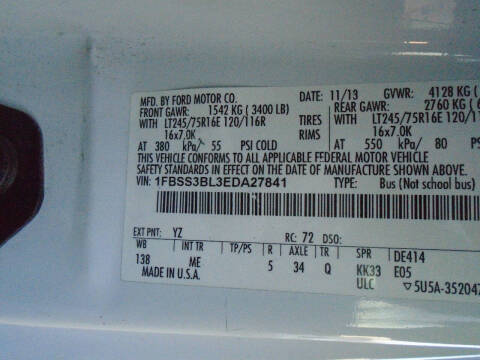 MFD. BY FORD MOTOR CO. DATE: 11/13 GVWR: 4128 KG
FRONT GAWR: 1542 KG (3400 LB) REAR GAWR: 2760 KG
WITH LT245/75R16E 120/116R TIRES WITH LT245/75R16E 120/11
16x7.0K RIMS 16x7.0K
AT 380 kPa/ 55 PSI COLD AT 550 kPa/ 80 PSI
THIS VEHICLE CONFORMS TO ALL APPLICABLE FEDERAL MOTOR VEHICLE
SAFETY STANDARDS IN EFFECT ON THE DATE OF MANUFACTURE SHOWN ABOVE.
VIN: 1FBSS3BL3EDA27841 TYPE: Bus (Not school bus)
EXT PNT: YZ RC: 72 DSO:
WB INT TR TP/PS R AXLE TR SPR DE414
138 ME 5 34 Q KK33 E05
MADE IN U.S.A. ULC ▽5U5A-352047